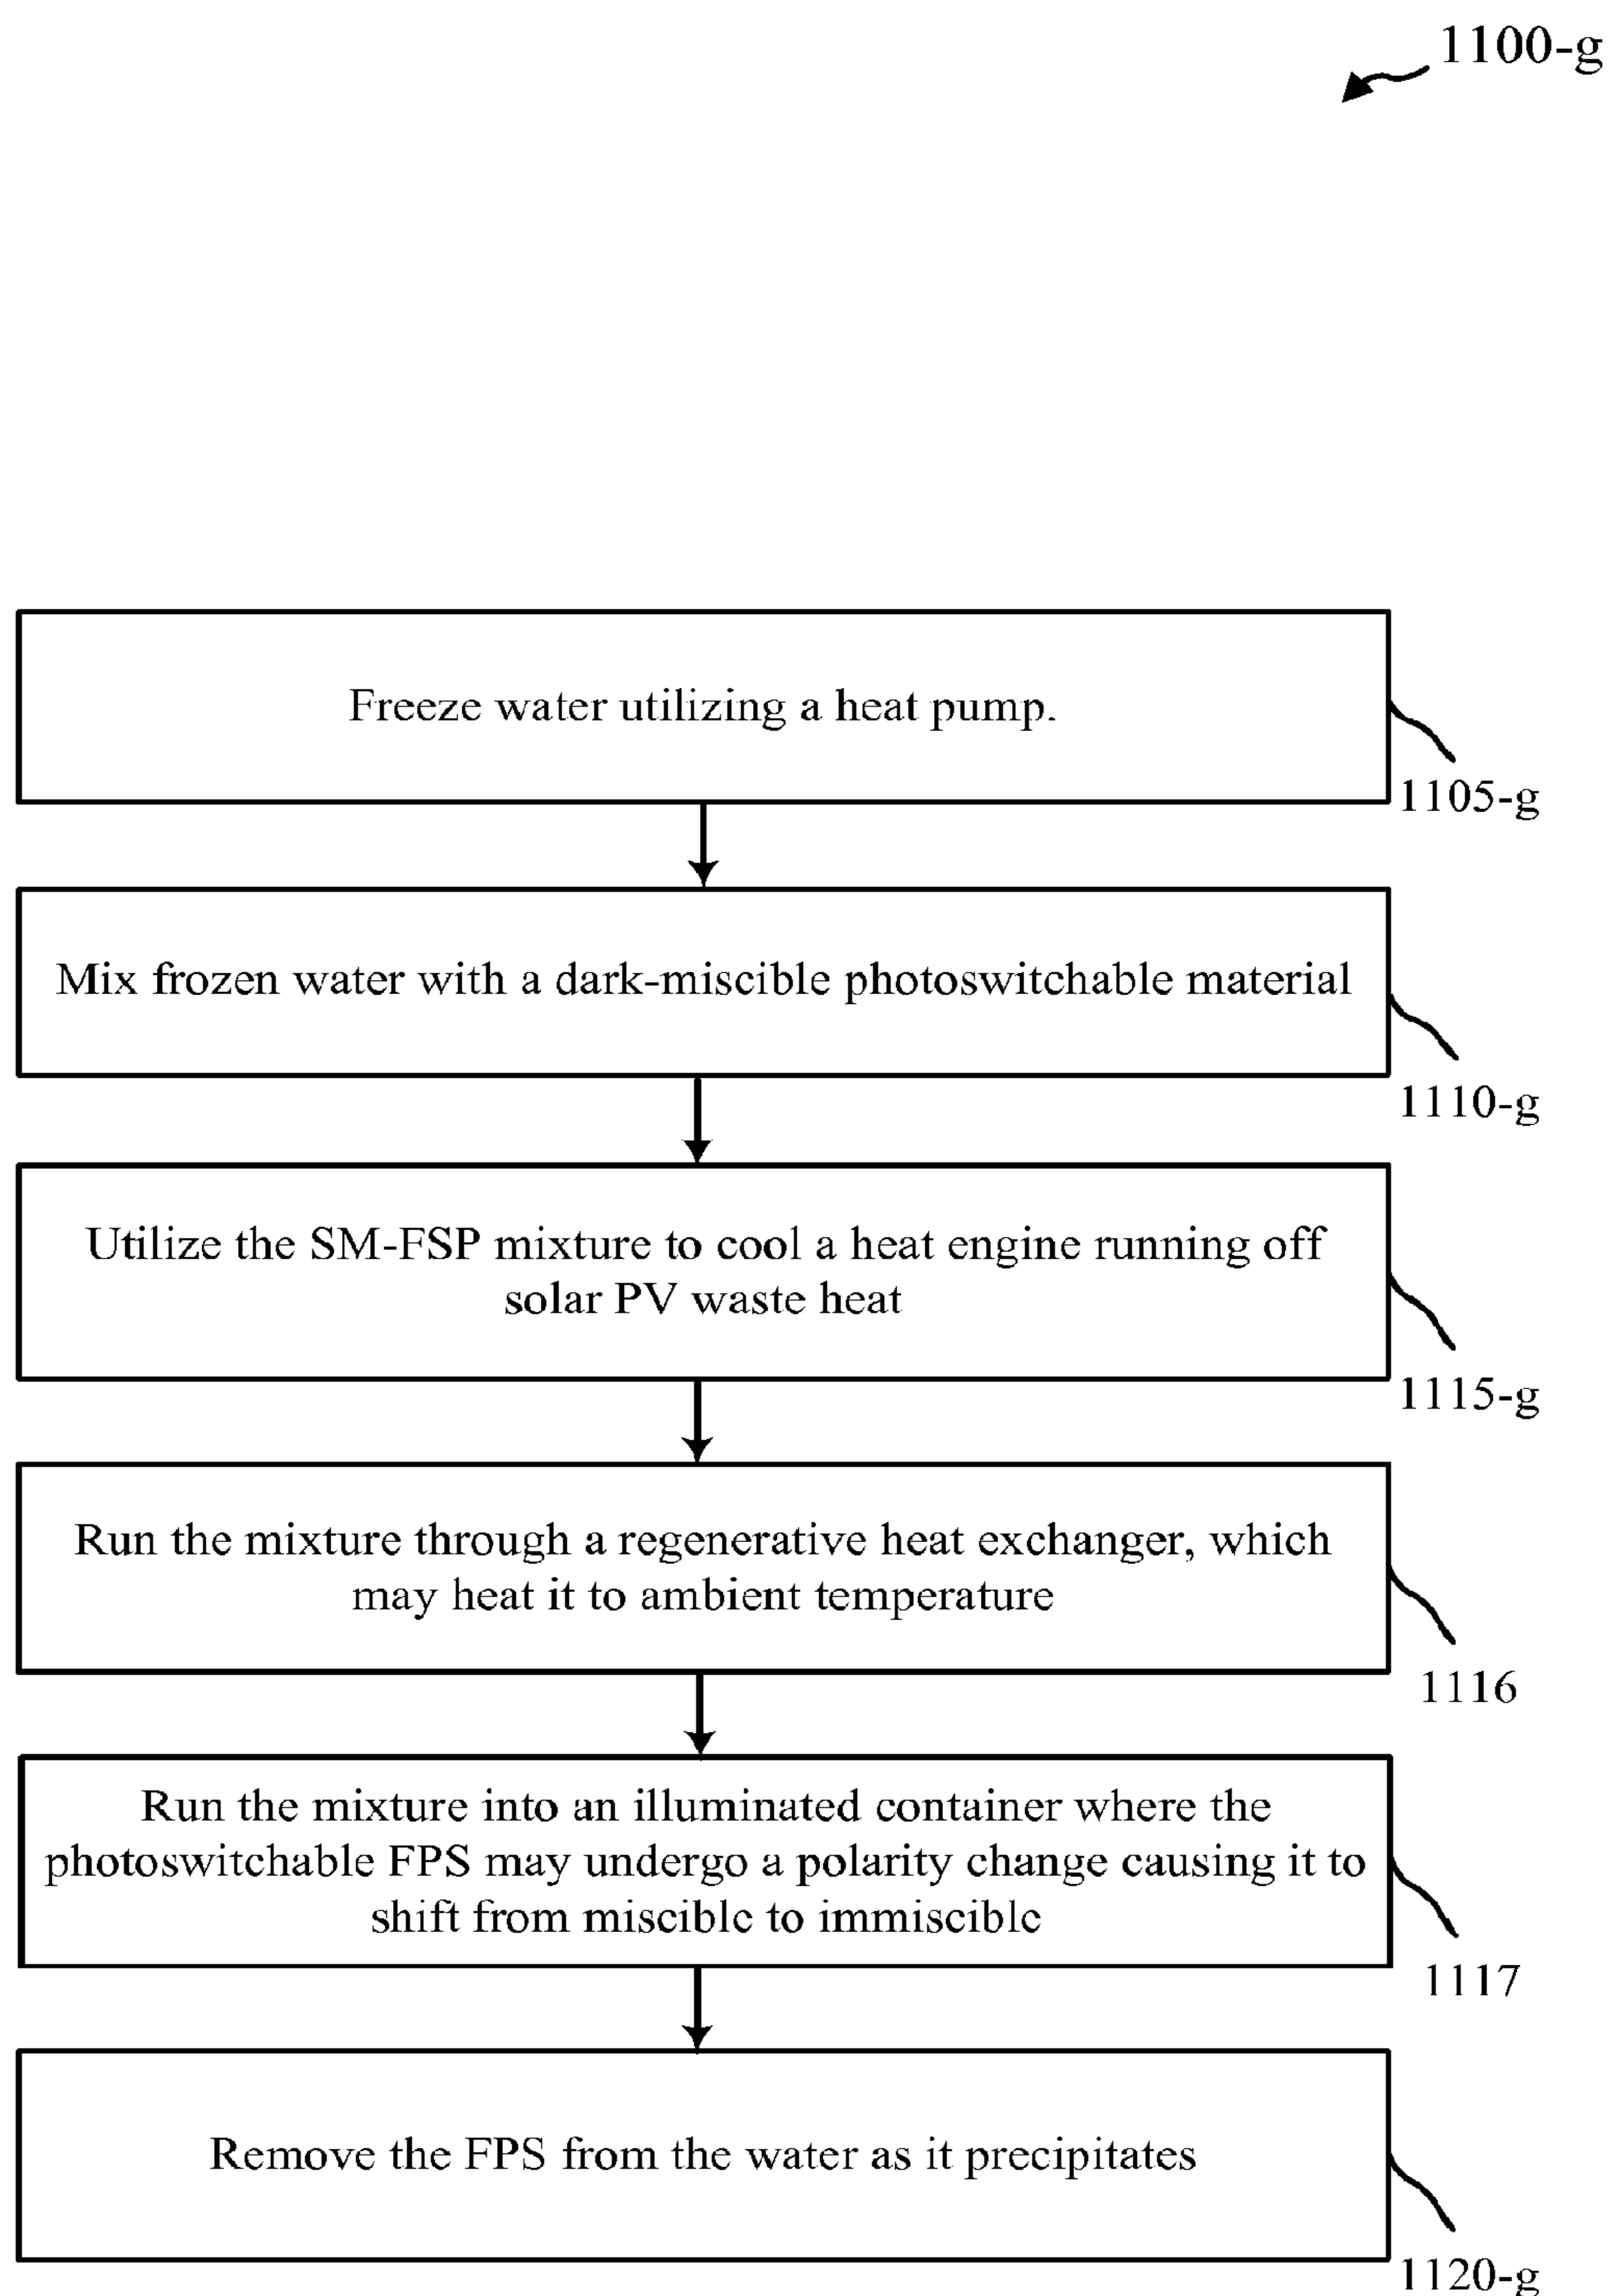 1100-g
Freeze water utilizing a heat pump.
1105-g
Mix frozen water with a dark-miscible photoswitchable material
1110-g
Utilize the SM-FSP mixture to cool a heat engine running off
solar PV waste heat
1115-g
Run the mixture through a regenerative heat exchanger, which
may heat it to ambient temperature
1116
Run the mixture into an illuminated container where the
photoswitchable FPS may undergo a polarity change causing it to
shift from miscible to immiscible
1117
Remove the FPS from the water as it precipitates
1120-g